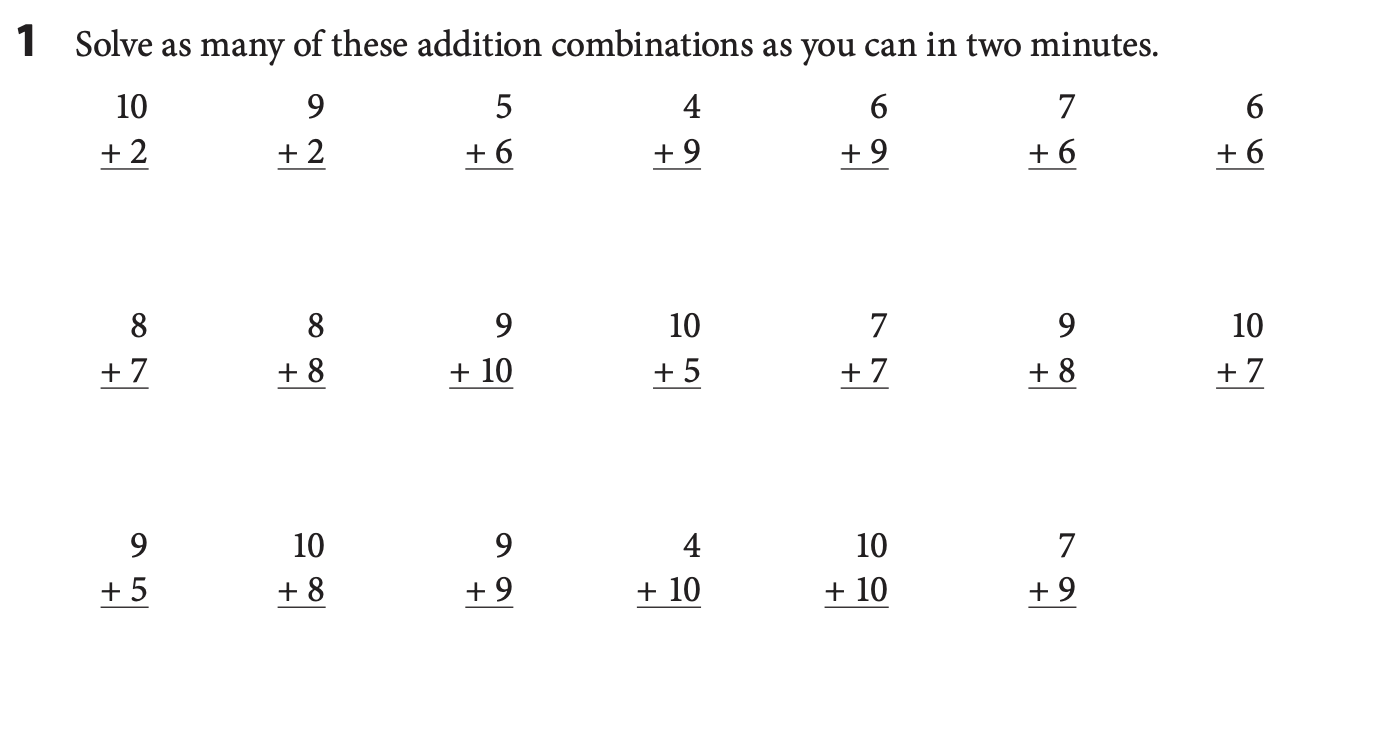 1 Solve as many of these addition combinations as you can in two minutes.
10 9 5 4 6 7 6
+ 2 + 2 + 6 + 9 + 9 + 6 + 6
8 8 9 10 7 9 10
+ 7 + 8 + 10 + 5 + 7 + 8 + 7
9 10 9 4 10 7
+ 5 + 8 + 9 + 10 + 10 + 9